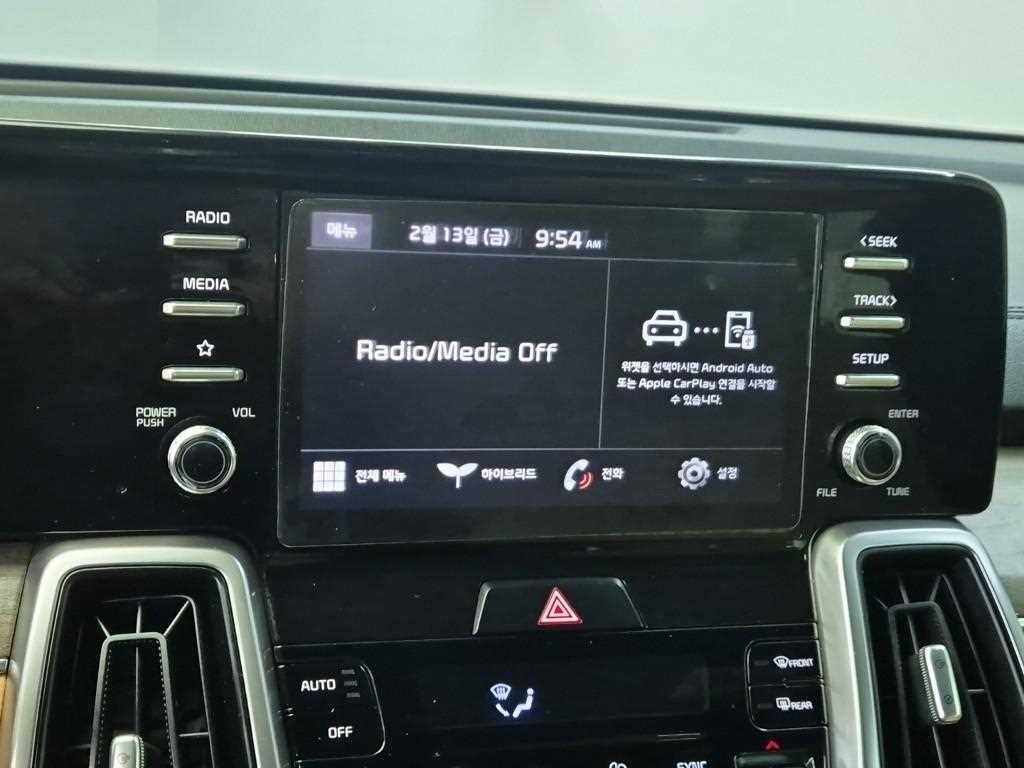 RADIO
MEDIA
POWER
PUSH
VOL
메뉴
2월 13일 (금) 9:54 AM
Radio/Media Off
위젯을 선택하시면 Android Auto
또는 Apple CarPlay 연결을 시작할
수 있습니다.
전체 메뉴
하이브리드
전화
설정
<SEEK
TRACK>
SETUP
ENTER
FILE
TUNE
AUTO
OFF
FRONT
REAR
SYNC